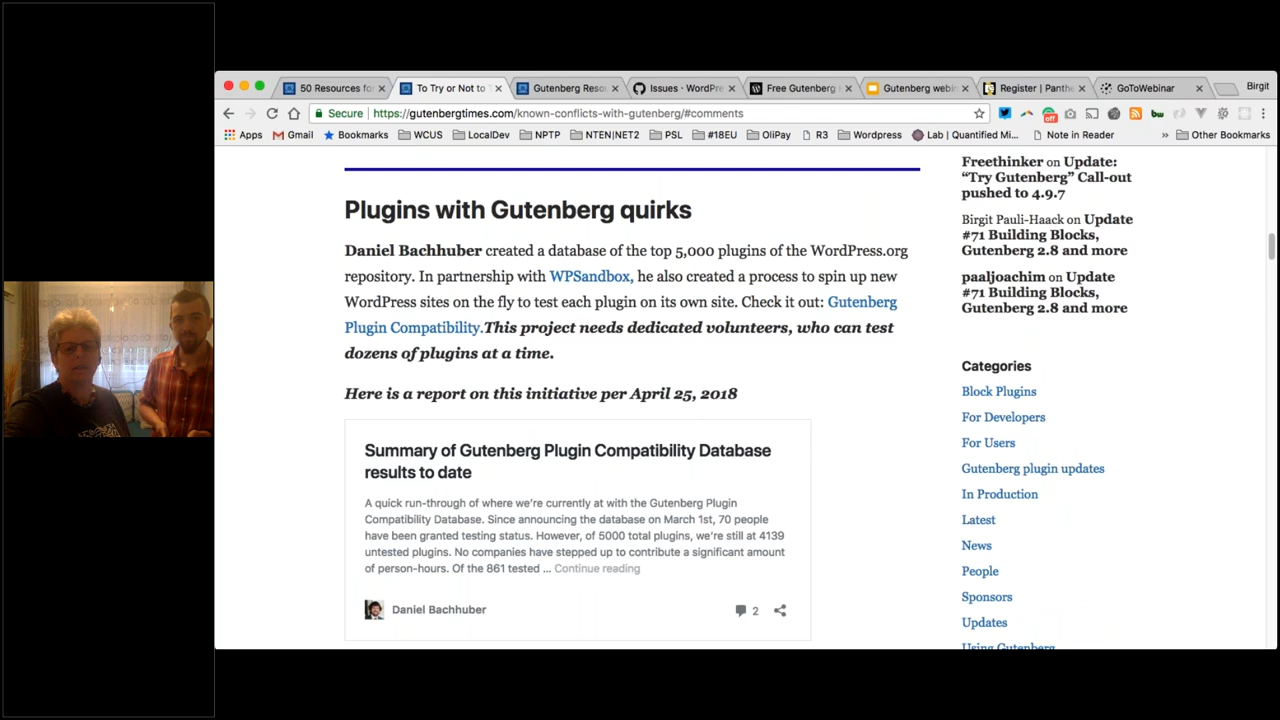 50 Resources for
To Try or Not to T
Gutenberg Reso
Issues · WordPre
Free Gutenberg
Gutenberg webin
Register | Panthe
GoToWebinar
Birgit
Secure
https://gutenbergtimes.com/known-conflicts-with-gutenberg/#comments
Apps
Gmail
Bookmarks
WCUS
LocalDev
NPTP
NTEN|NET2
PSL
#18EU
OliPay
R3
Wordpress
Lab | Quantified Mi...
Note in Reader
» Other Bookmarks
Plugins with Gutenberg quirks
Daniel Bachhuber created a database of the top 5,000 plugins of the WordPress.org
repository. In partnership with WPSandbox, he also created a process to spin up new
WordPress sites on the fly to test each plugin on its own site. Check it out: Gutenberg
Plugin Compatibility.This project needs dedicated volunteers, who can test
dozens of plugins at a time.
Here is a report on this initiative per April 25, 2018
Summary of Gutenberg Plugin Compatibility Database
results to date
A quick run-through of where we're currently at with the Gutenberg Plugin
Compatibility Database. Since announcing the database on March 1st, 70 people
have been granted testing status. However, of 5000 total plugins, we're still at 4139
untested plugins. No companies have stepped up to contribute a significant amount
of person-hours. Of the 861 tested ... Continue reading
Daniel Bachhuber
2
Freethinker on Update:
“Try Gutenberg” Call-out
pushed to 4.9.7
Birgit Pauli-Haack on Update
#71 Building Blocks,
Gutenberg 2.8 and more
paaljoachim on Update
#71 Building Blocks,
Gutenberg 2.8 and more
Categories
Block Plugins
For Developers
For Users
Gutenberg plugin updates
In Production
Latest
News
People
Sponsors
Updates
Using Gutenberg